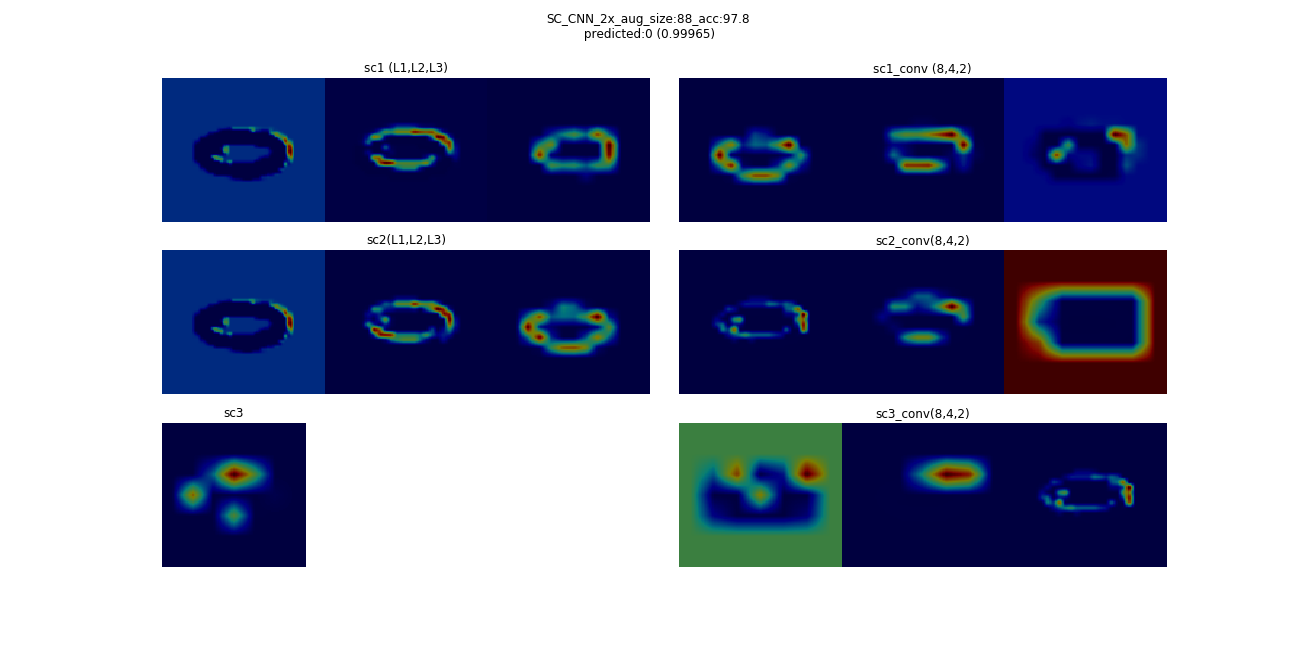 SC_CNN_2x_aug_size:88_acc:97.8
predicted:0 (0.99965)
sc1 (L1,L2,L3)
sc1_conv (8,4,2)
sc2(L1,L2,L3)
sc2_conv(8,4,2)
sc3
sc3_conv(8,4,2)